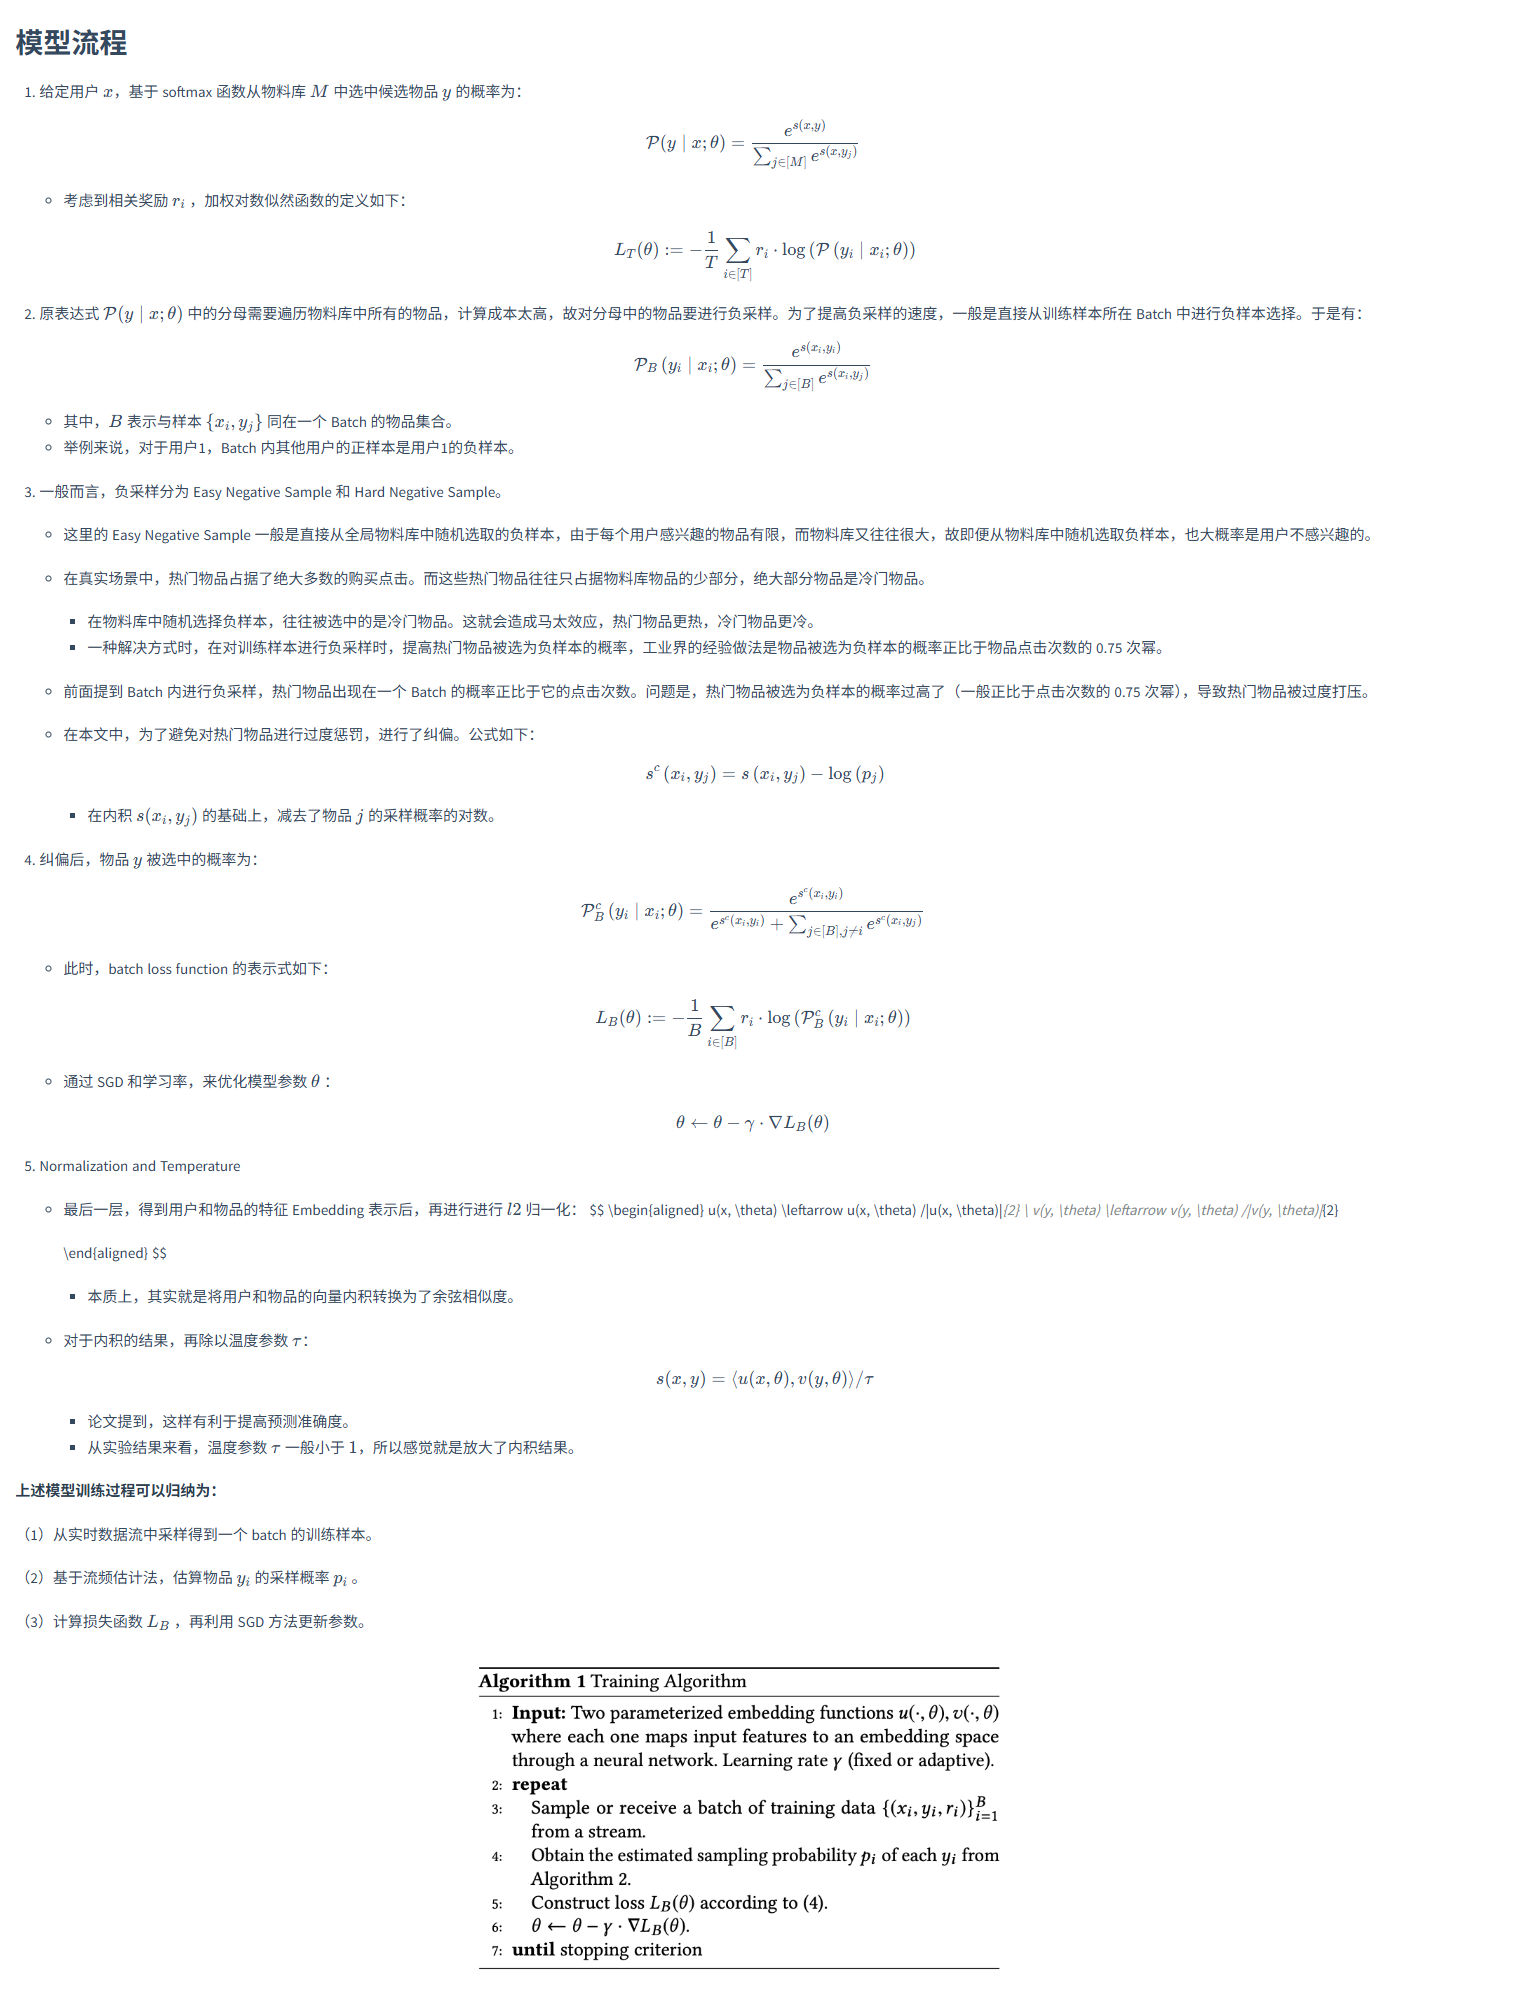 模型流程
1. 给定用户 x，基于 softmax 函数从物料库 M 中选中候选物品 y 的概率为：
$$\mathcal{P}(y \mid x; \theta) = \frac{e^{s(x,y)}}{\sum_{j \in [M]} e^{s(x,y_j)}}$$
◦ 考虑到相关奖励 $r_i$ ，加权对数似然函数的定义如下：
$$L_T(\theta) := -\frac{1}{T} \sum_{i \in [T]} r_i \cdot \log(\mathcal{P}(y_i \mid x_i; \theta))$$
2. 原表达式 $\mathcal{P}(y \mid x; \theta)$ 中的分母需要遍历物料库中所有的物品，计算成本太高，故对分母中的物品要进行负采样。为了提高负采样的速度，一般是直接从训练样本所在 Batch 中进行负样本选择。于是有：
$$\mathcal{P}_B(y_i \mid x_i; \theta) = \frac{e^{s(x_i,y_i)}}{\sum_{j \in [B]} e^{s(x_i,y_j)}}$$
◦ 其中，B 表示与样本 $\{x_i, y_j\}$ 同在一个 Batch 的物品集合。
◦ 举例来说，对于用户1，Batch 内其他用户的正样本是用户1的负样本。
3. 一般而言，负采样分为 Easy Negative Sample 和 Hard Negative Sample。
◦ 这里的 Easy Negative Sample 一般是直接从全局物料库中随机选取的负样本，由于每个用户感兴趣的物品有限，而物料库又往往很大，故即便从物料库中随机选取负样本，也大概率是用户不感兴趣的。
◦ 在真实场景中，热门物品占据了绝大多数的购买点击。而这些热门物品往往只占据物料库物品的少部分，绝大部分物品是冷门物品。
▪ 在物料库中随机选择负样本，往往被选中的是冷门物品。这就会造成马太效应，热门物品更热，冷门物品更冷。
▪ 一种解决方式时，在对训练样本进行负采样时，提高热门物品被选为负样本的概率，工业界的经验做法是物品被选为负样本的概率正比于物品点击次数的 0.75 次幂。
◦ 前面提到 Batch 内进行负采样，热门物品出现在一个 Batch 的概率正比于它的点击次数。问题是，热门物品被选为负样本的概率过高了（一般正比于点击次数的 0.75 次幂），导致热门物品被过度打压。
◦ 在本文中，为了避免对热门物品进行过度惩罚，进行了纠偏。公式如下：
$$s^c(x_i, y_j) = s(x_i, y_j) - \log(p_j)$$
▪ 在内积 $s(x_i, y_j)$ 的基础上，减去了物品 j 的采样概率的对数。
4. 纠偏后，物品 y 被选中的概率为：
$$\mathcal{P}_B^c(y_i \mid x_i; \theta) = \frac{e^{s^c(x_i,y_i)}}{e^{s^c(x_i,y_i)} + \sum_{j \in [B], j \neq i} e^{s^c(x_i,y_j)}}$$
◦ 此时，batch loss function 的表示式如下：
$$L_B(\theta) := -\frac{1}{B} \sum_{i \in [B]} r_i \cdot \log(\mathcal{P}_B^c(y_i \mid x_i; \theta))$$
◦ 通过 SGD 和学习率，来优化模型参数 θ ：
$$\theta \leftarrow \theta - \gamma \cdot \nabla L_B(\theta)$$
5. Normalization and Temperature
◦ 最后一层，得到用户和物品的特征 Embedding 表示后，再进行进行 l2 归一化： $$ \begin{aligned} u(x, \theta) \leftarrow u(x, \theta) /|u(x, \theta)|{2} \ v(y, \theta) \leftarrow v(y, \theta) /|v(y, \theta)|{2}
\end{aligned} $$
▪ 本质上，其实就是将用户和物品的向量内积转换为了余弦相似度。
◦ 对于内积的结果，再除以温度参数 τ：
$$s(x, y) = \langle u(x, \theta), v(y, \theta) \rangle / \tau$$
▪ 论文提到，这样有利于提高预测准确度。
▪ 从实验结果来看，温度参数 τ 一般小于 1，所以感觉就是放大了内积结果。
上述模型训练过程可以归纳为：
（1）从实时数据流中采样得到一个 batch 的训练样本。
（2）基于流频估计法，估算物品 $y_i$ 的采样概率 $p_i$ 。
（3）计算损失函数 $L_B$ ，再利用 SGD 方法更新参数。
Algorithm 1 Training Algorithm
1: Input: Two parameterized embedding functions u(·, θ), v(·, θ)
where each one maps input features to an embedding space
through a neural network. Learning rate γ (fixed or adaptive).
2: repeat
3: Sample or receive a batch of training data $\{(x_i, y_i, r_i)\}_{i=1}^{B}$
from a stream.
4: Obtain the estimated sampling probability $p_i$ of each $y_i$ from
Algorithm 2.
5: Construct loss $L_B(\theta)$ according to (4).
6: $\theta \leftarrow \theta - \gamma \cdot \nabla L_B(\theta)$.
7: until stopping criterion